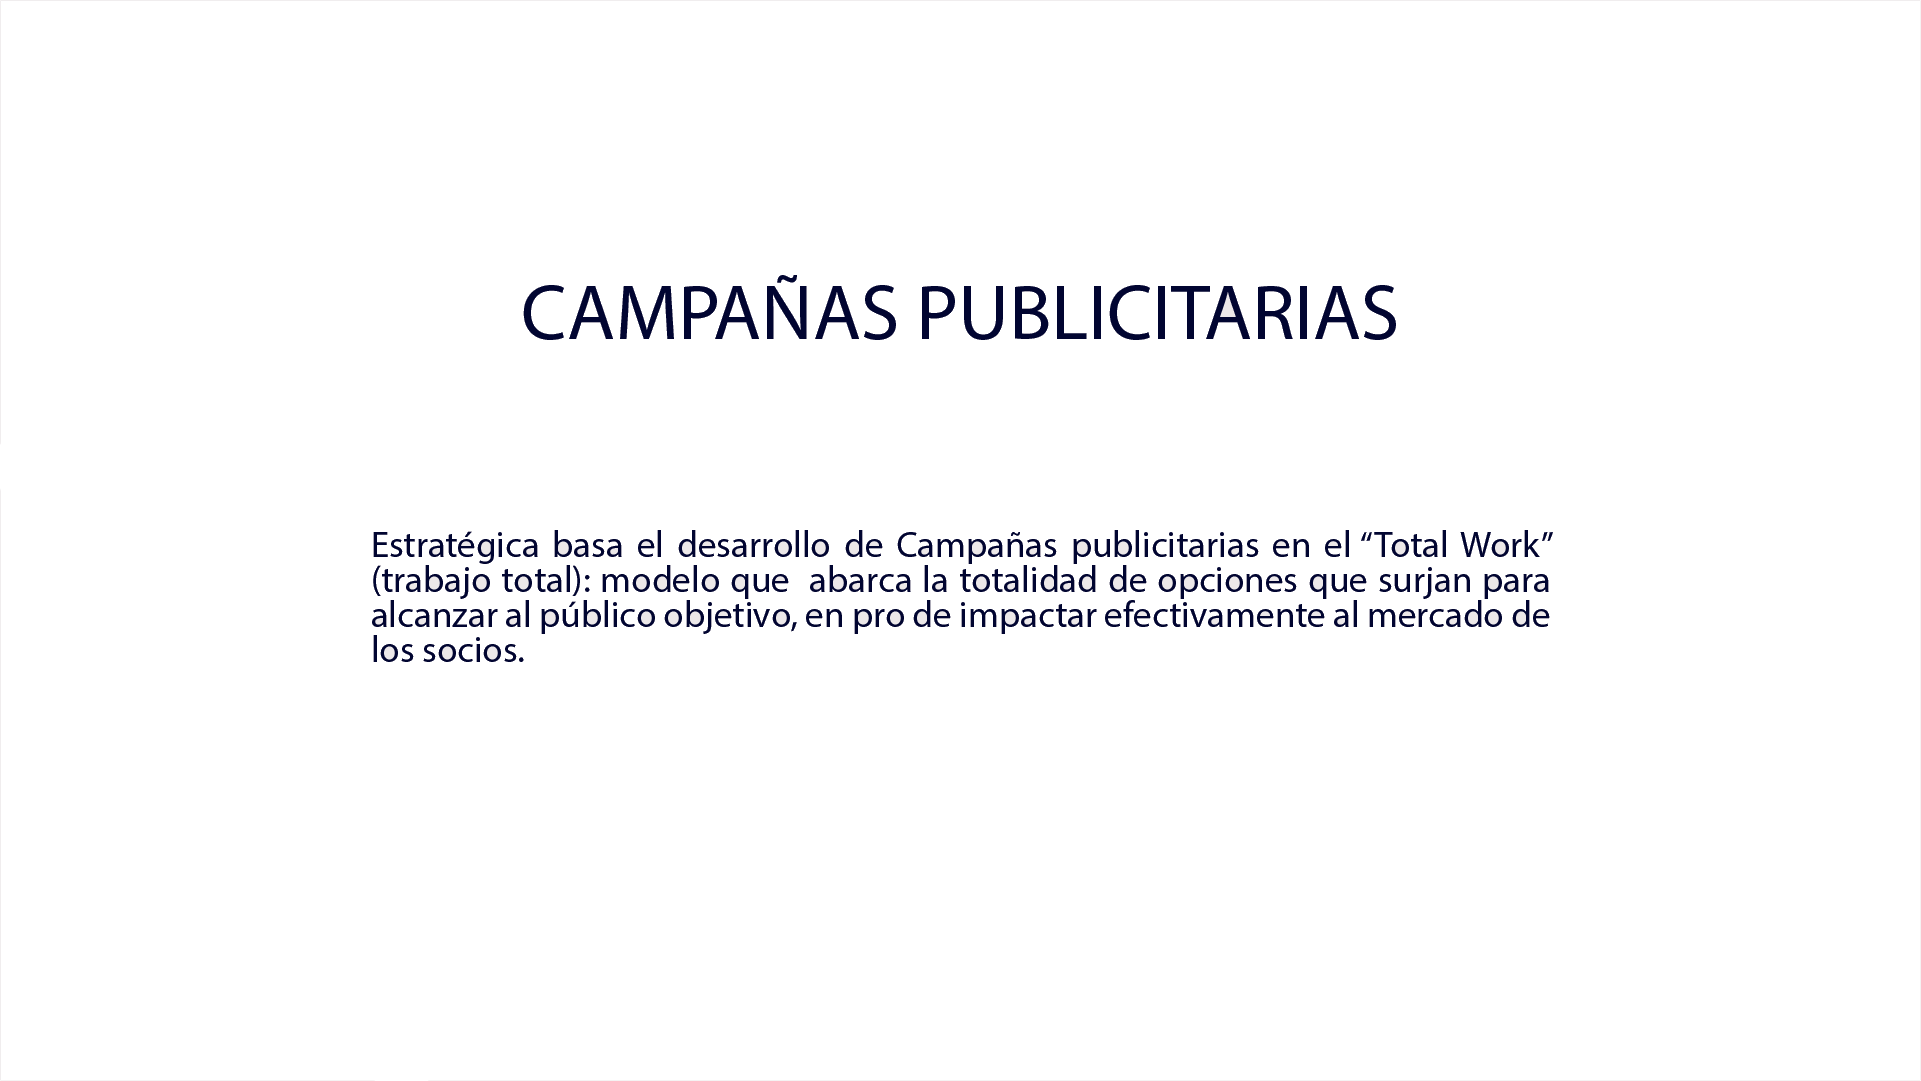 CAMPAÑAS PUBLICITARIAS
Estratégica basa el desarrollo de Campañas publicitarias en el “Total Work”
(trabajo total): modelo que  abarca la totalidad de opciones que surjan para
alcanzar al público objetivo, en pro de impactar efectivamente al mercado de
los socios.